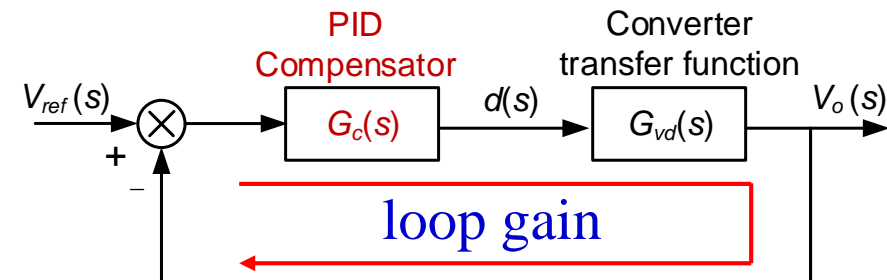 PID
Compensator
Converter
transfer function
V_ref(s)
+
−
G_c(s)
d(s)
G_vd(s)
V_o(s)
loop gain